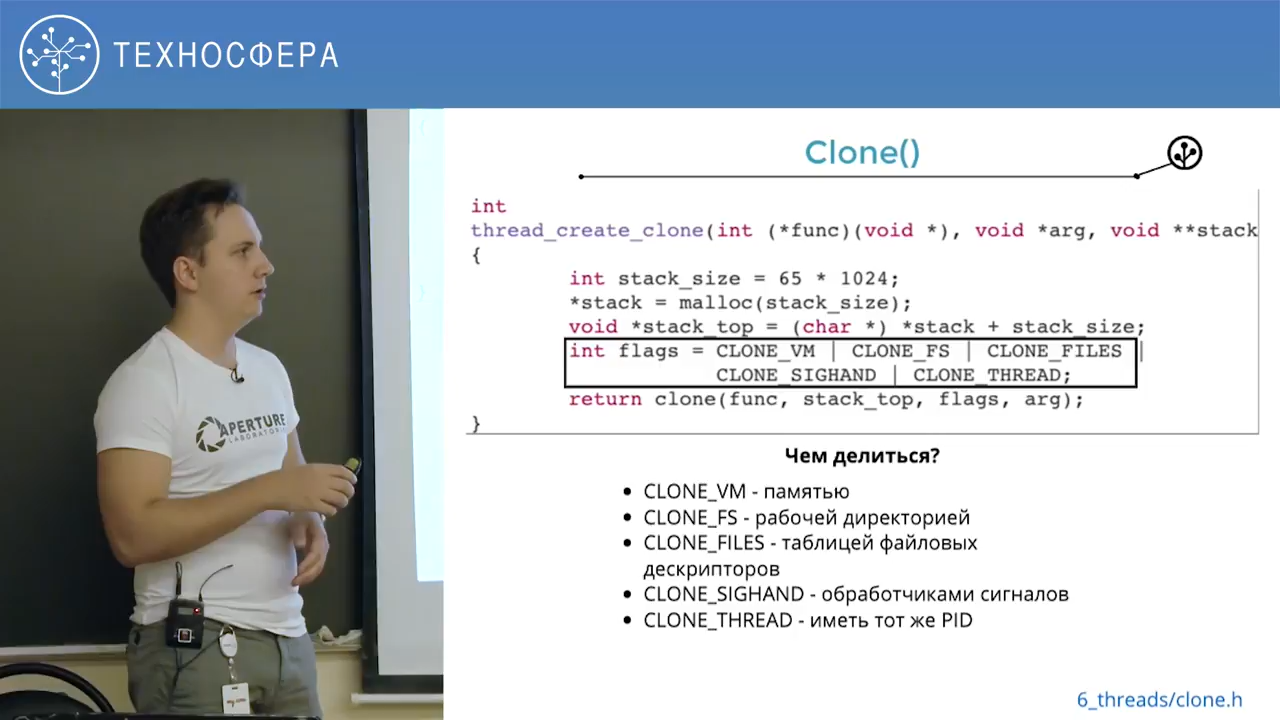 ТЕХНОСФЕРА
Clone()
int
thread_create_clone(int (*func)(void *), void *arg, void **stack
{
int stack_size = 65 * 1024;
*stack = malloc(stack_size);
void *stack_top = (char *) *stack + stack_size;
int flags = CLONE_VM | CLONE_FS | CLONE_FILES |
CLONE_SIGHAND | CLONE_THREAD;
return clone(func, stack_top, flags, arg);
}
APERTURE
LABORATORIES
Чем делиться?
• CLONE_VM - памятью
• CLONE_FS - рабочей директорией
• CLONE_FILES - таблицей файловых
дескрипторов
• CLONE_SIGHAND - обработчиками сигналов
• CLONE_THREAD - иметь тот же PID
6_threads/clone.h